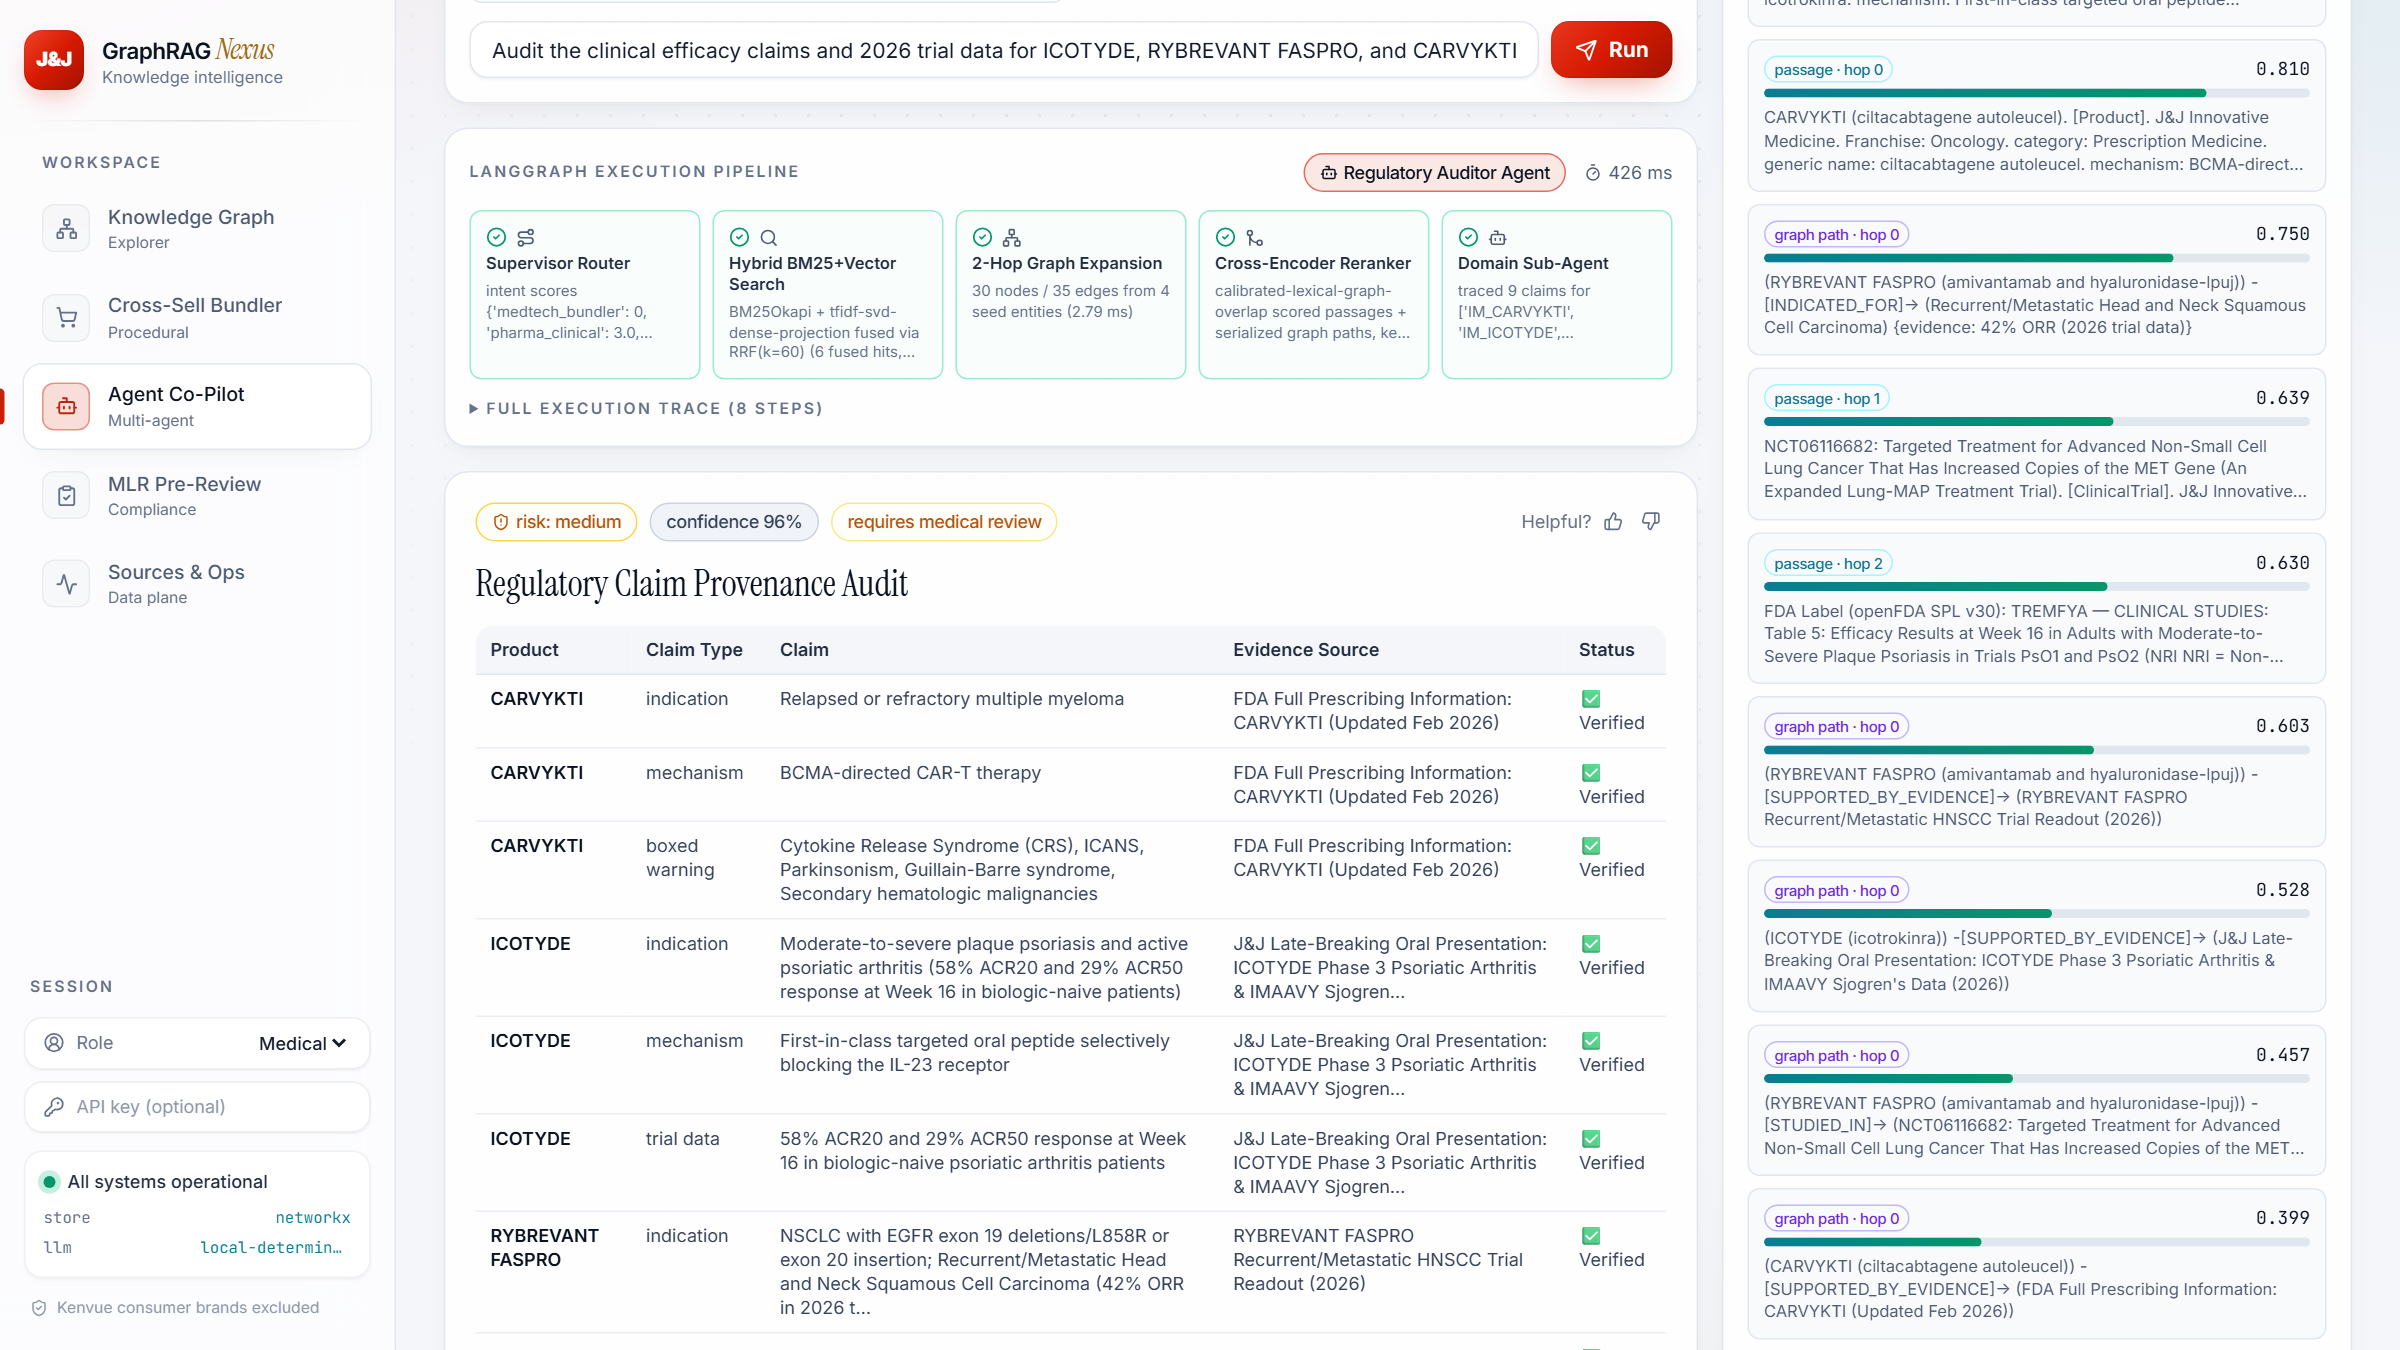 J&J
GraphRAG Nexus
Knowledge intelligence
WORKSPACE
Knowledge Graph
Explorer
Cross-Sell Bundler
Procedural
Agent Co-Pilot
Multi-agent
MLR Pre-Review
Compliance
Sources & Ops
Data plane
SESSION
Role
Medical
API key (optional)
All systems operational
store
networkx
llm
local-determin…
Kenvue consumer brands excluded
Audit the clinical efficacy claims and 2026 trial data for ICOTYDE, RYBREVANT FASPRO, and CARVYKTI
Run
LANGGRAPH EXECUTION PIPELINE
Regulatory Auditor Agent
426 ms
Supervisor Router
intent scores
{'medtech_bundler': 0,
'pharma_clinical': 3.0,...
Hybrid BM25+Vector
Search
BM25Okapi + tfidf-svd-
dense-projection fused via
RRF(k=60) (6 fused hits,...
2-Hop Graph Expansion
30 nodes / 35 edges from 4
seed entities (2.79 ms)
Cross-Encoder Reranker
calibrated-lexical-graph-
overlap scored passages +
serialized graph paths, ke...
Domain Sub-Agent
traced 9 claims for
['IM_CARVYKTI',
'IM_ICOTYDE',...
FULL EXECUTION TRACE (8 STEPS)
risk: medium
confidence 96%
requires medical review
Helpful?
Regulatory Claim Provenance Audit
Product Claim Type Claim Evidence Source Status
CARVYKTI indication Relapsed or refractory multiple myeloma FDA Full Prescribing Information:
CARVYKTI (Updated Feb 2026) Verified
CARVYKTI mechanism BCMA-directed CAR-T therapy FDA Full Prescribing Information:
CARVYKTI (Updated Feb 2026) Verified
CARVYKTI boxed Cytokine Release Syndrome (CRS), ICANS, FDA Full Prescribing Information:
warning Parkinsonism, Guillain-Barre syndrome, CARVYKTI (Updated Feb 2026) Verified
Secondary hematologic malignancies
ICOTYDE indication Moderate-to-severe plaque psoriasis and active J&J Late-Breaking Oral Presentation:
psoriatic arthritis (58% ACR20 and 29% ACR50 ICOTYDE Phase 3 Psoriatic Arthritis Verified
response at Week 16 in biologic-naive patients) & IMAAVY Sjogren...
ICOTYDE mechanism First-in-class targeted oral peptide selectively J&J Late-Breaking Oral Presentation:
blocking the IL-23 receptor ICOTYDE Phase 3 Psoriatic Arthritis Verified
& IMAAVY Sjogren...
ICOTYDE trial data 58% ACR20 and 29% ACR50 response at Week J&J Late-Breaking Oral Presentation:
16 in biologic-naive psoriatic arthritis patients ICOTYDE Phase 3 Psoriatic Arthritis Verified
& IMAAVY Sjogren...
RYBREVANT indication NSCLC with EGFR exon 19 deletions/L858R or RYBREVANT FASPRO
FASPRO exon 20 insertion; Recurrent/Metastatic Head Recurrent/Metastatic HNSCC Trial Verified
and Neck Squamous Cell Carcinoma (42% ORR Readout (2026)
in 2026 t...
icotrokinra. mechanism: First-in-class targeted oral peptide...
passage · hop 0
0.810
CARVYKTI (ciltacabtagene autoleucel). [Product]. J&J Innovative
Medicine. Franchise: Oncology. category: Prescription Medicine.
generic name: ciltacabtagene autoleucel. mechanism: BCMA-direct...
graph path · hop 0
0.750
(RYBREVANT FASPRO (amivantamab and hyaluronidase-lpuj)) -
[INDICATED_FOR]→ (Recurrent/Metastatic Head and Neck Squamous
Cell Carcinoma) {evidence: 42% ORR (2026 trial data)}
passage · hop 1
0.639
NCT06116682: Targeted Treatment for Advanced Non-Small Cell
Lung Cancer That Has Increased Copies of the MET Gene (An
Expanded Lung-MAP Treatment Trial). [ClinicalTrial]. J&J Innovative...
passage · hop 2
0.630
FDA Label (openFDA SPL v30): TREMFYA — CLINICAL STUDIES:
Table 5: Efficacy Results at Week 16 in Adults with Moderate-to-
Severe Plaque Psoriasis in Trials PsO1 and PsO2 (NRI NRI = Non-...
graph path · hop 0
0.603
(RYBREVANT FASPRO (amivantamab and hyaluronidase-lpuj)) -
[SUPPORTED_BY_EVIDENCE]→ (RYBREVANT FASPRO
Recurrent/Metastatic HNSCC Trial Readout (2026))
graph path · hop 0
0.528
(ICOTYDE (icotrokinra)) -[SUPPORTED_BY_EVIDENCE]→ (J&J Late-
Breaking Oral Presentation: ICOTYDE Phase 3 Psoriatic Arthritis &
IMAAVY Sjogren's Data (2026))
graph path · hop 0
0.457
(RYBREVANT FASPRO (amivantamab and hyaluronidase-lpuj)) -
[STUDIED_IN]→ (NCT06116682: Targeted Treatment for Advanced
Non-Small Cell Lung Cancer That Has Increased Copies of the MET...
graph path · hop 0
0.399
(CARVYKTI (ciltacabtagene autoleucel)) -
[SUPPORTED_BY_EVIDENCE]→ (FDA Full Prescribing Information:
CARVYKTI (Updated Feb 2026))